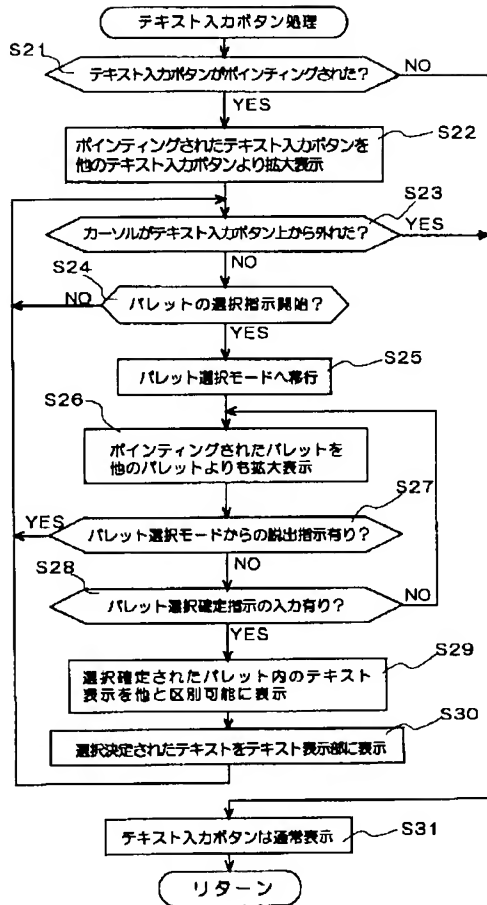 テキスト入力ボタン処理
S21
テキスト入力ボタンがポインティングされた?
NO
YES
S22
ポインティングされたテキスト入力ボタンを
他のテキスト入力ボタンより拡大表示
S23
カーソルがテキスト入力ボタン上から外れた?
YES
NO
S24
NO
パレットの選択指示開始?
YES
S25
パレット選択モードへ移行
S26
ポインティングされたパレットを
他のパレットよりも拡大表示
S27
YES
パレット選択モードからの脱出指示有り?
NO
S28
NO
パレット選択確定指示の入力有り?
YES
S29
選択確定されたパレット内のテキスト
表示を他と区別可能に表示
S30
選択決定されたテキストをテキスト表示部に表示
テキスト入力ボタンは通常表示
S31
リターン